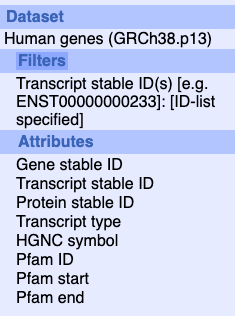 Dataset
Human genes (GRCh38.p13)
Filters
Transcript stable ID(s) [e.g.
ENST00000000233]: [ID-list
specified]
Attributes
Gene stable ID
Transcript stable ID
Protein stable ID
Transcript type
HGNC symbol
Pfam ID
Pfam start
Pfam end